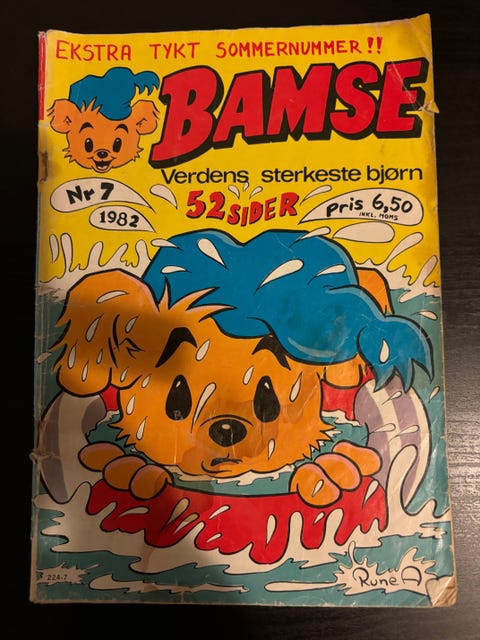 EKSTRA TYKT SOMMERNUMMER!!
BAMSE
Verdens sterkeste bjørn
Nr 7
1982
52 SIDER
Pris 6,50
INKL. MOMS
224-7
Rune A